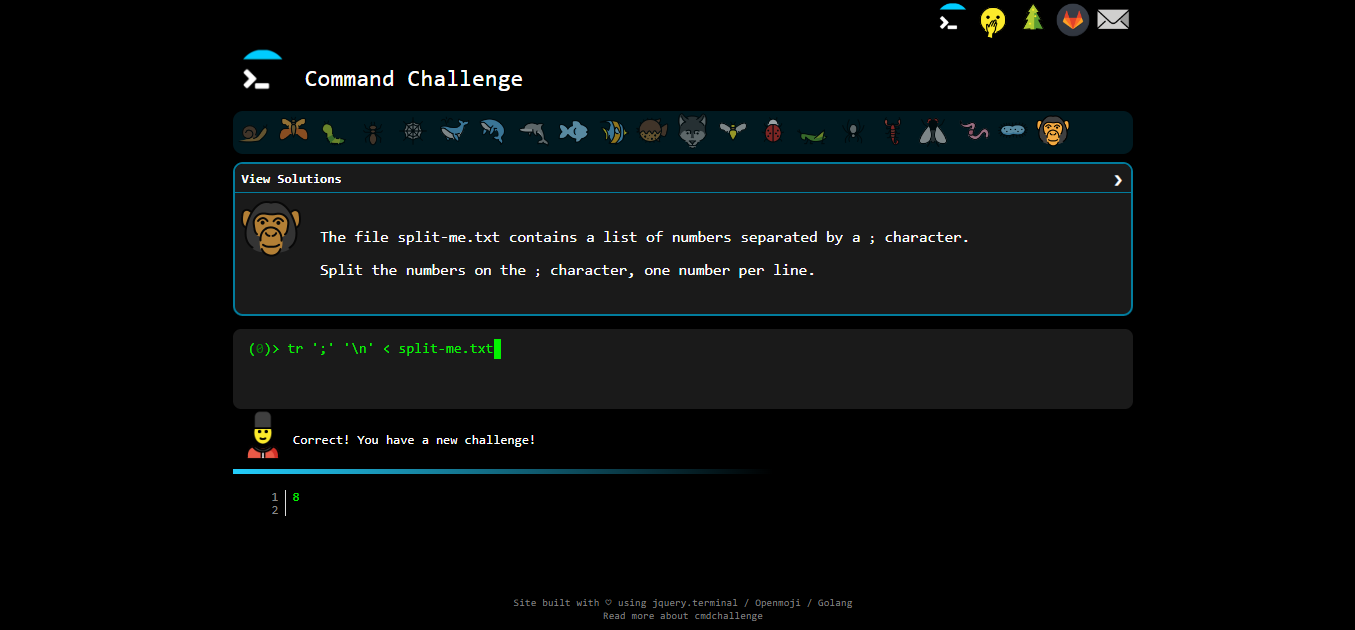 Command Challenge
View Solutions ❯
The file split-me.txt contains a list of numbers separated by a ; character.
Split the numbers on the ; character, one number per line.
(0)> tr ';' '\n' < split-me.txt
Correct! You have a new challenge!
1 8
2
Site built with ♡ using jquery.terminal / Openmoji / Golang
Read more about cmdchallenge